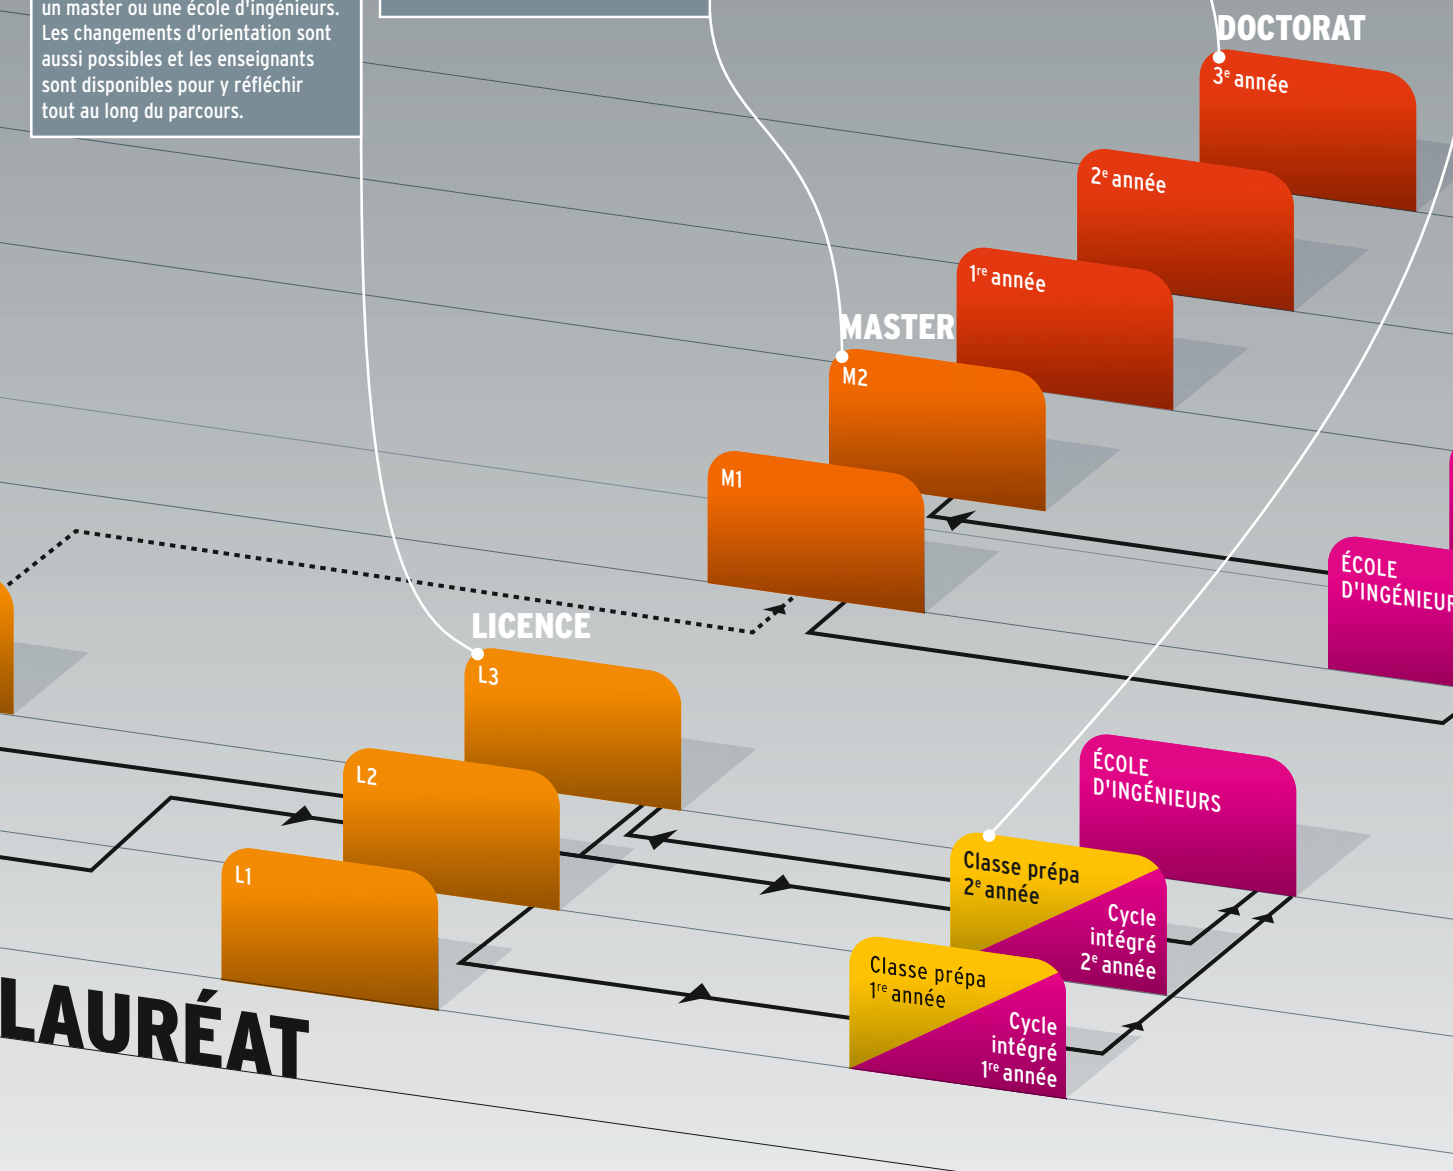 un master ou une école d'ingénieurs.
Les changements d'orientation sont
aussi possibles et les enseignants
sont disponibles pour y réfléchir
tout au long du parcours.
DOCTORAT
3e année
2e année
1re année
MASTER
M2
M1
ÉCOLE
D'INGÉNIEUR
LICENCE
L3
L2
L1
ÉCOLE
D'INGÉNIEURS
Classe prépa
2e année
Cycle
intégré
2e année
Classe prépa
1re année
Cycle
intégré
1re année
LAURÉAT